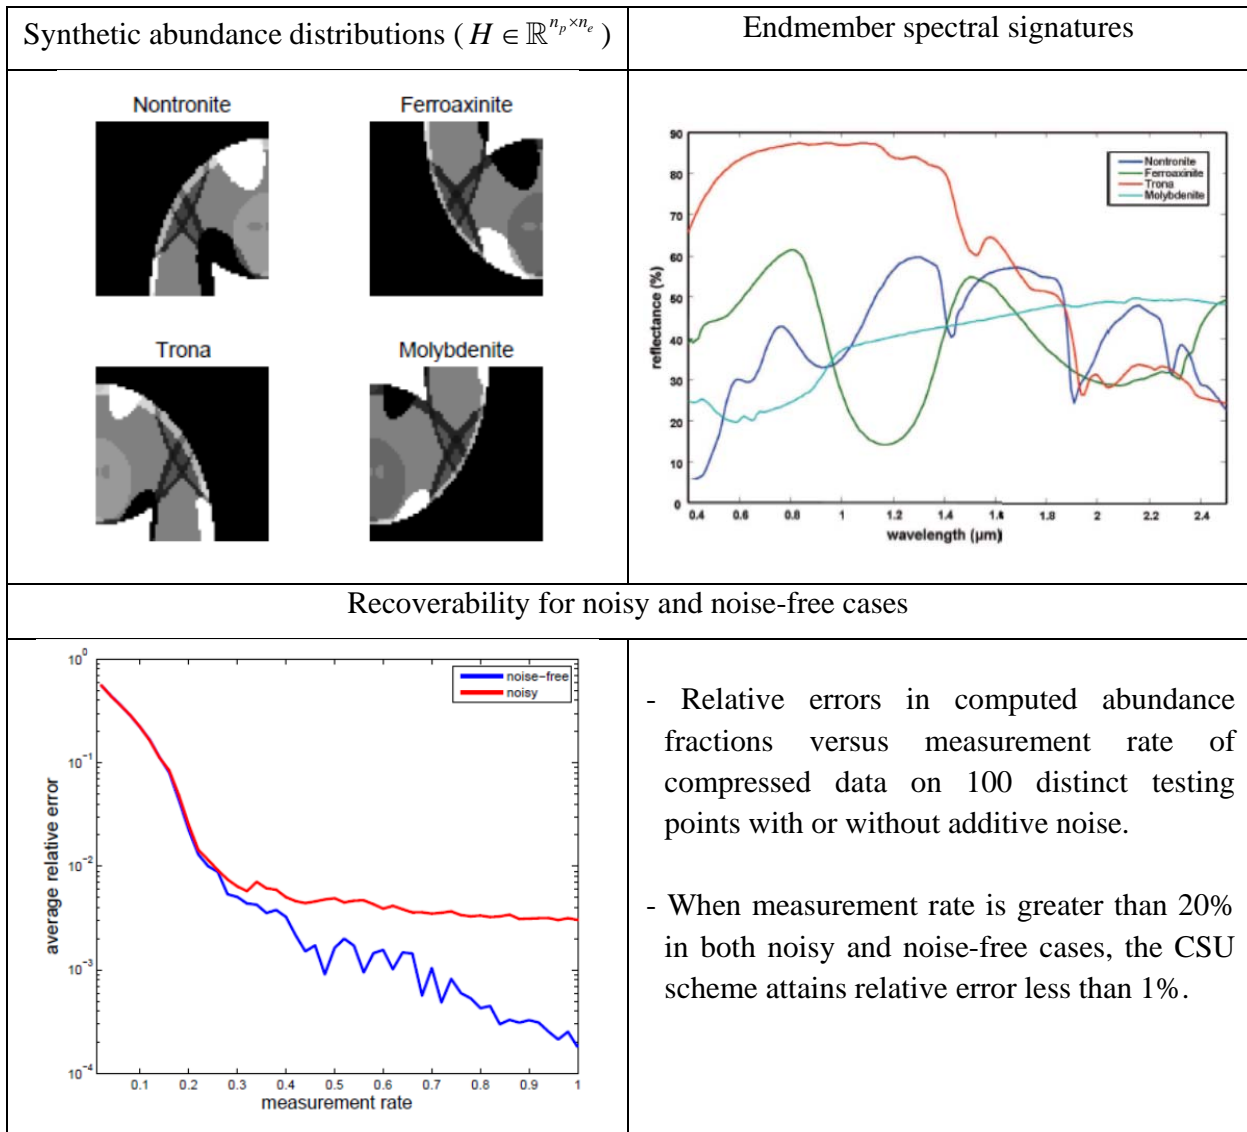 Synthetic abundance distributions ( H ∈ ℝ^{n_p×n_e} )
Endmember spectral signatures
Nontronite
Ferroaxinite
Trona
Molybdenite
90
80
70
60
50
40
30
20
10
0
reflectance (%)
Nontronite
Ferroaxinite
Trona
Molybdenite
0.4 0.6 0.8 1 1.2 1.4 1.6 1.8 2 2.2 2.4
wavelength (µm)
Recoverability for noisy and noise-free cases
10^0
10^{-1}
10^{-2}
10^{-3}
10^{-4}
average relative error
noise-free
noisy
0.1 0.2 0.3 0.4 0.5 0.6 0.7 0.8 0.9 1
measurement rate
- Relative errors in computed abundance
fractions versus measurement rate of
compressed data on 100 distinct testing
points with or without additive noise.
- When measurement rate is greater than 20%
in both noisy and noise-free cases, the CSU
scheme attains relative error less than 1%.